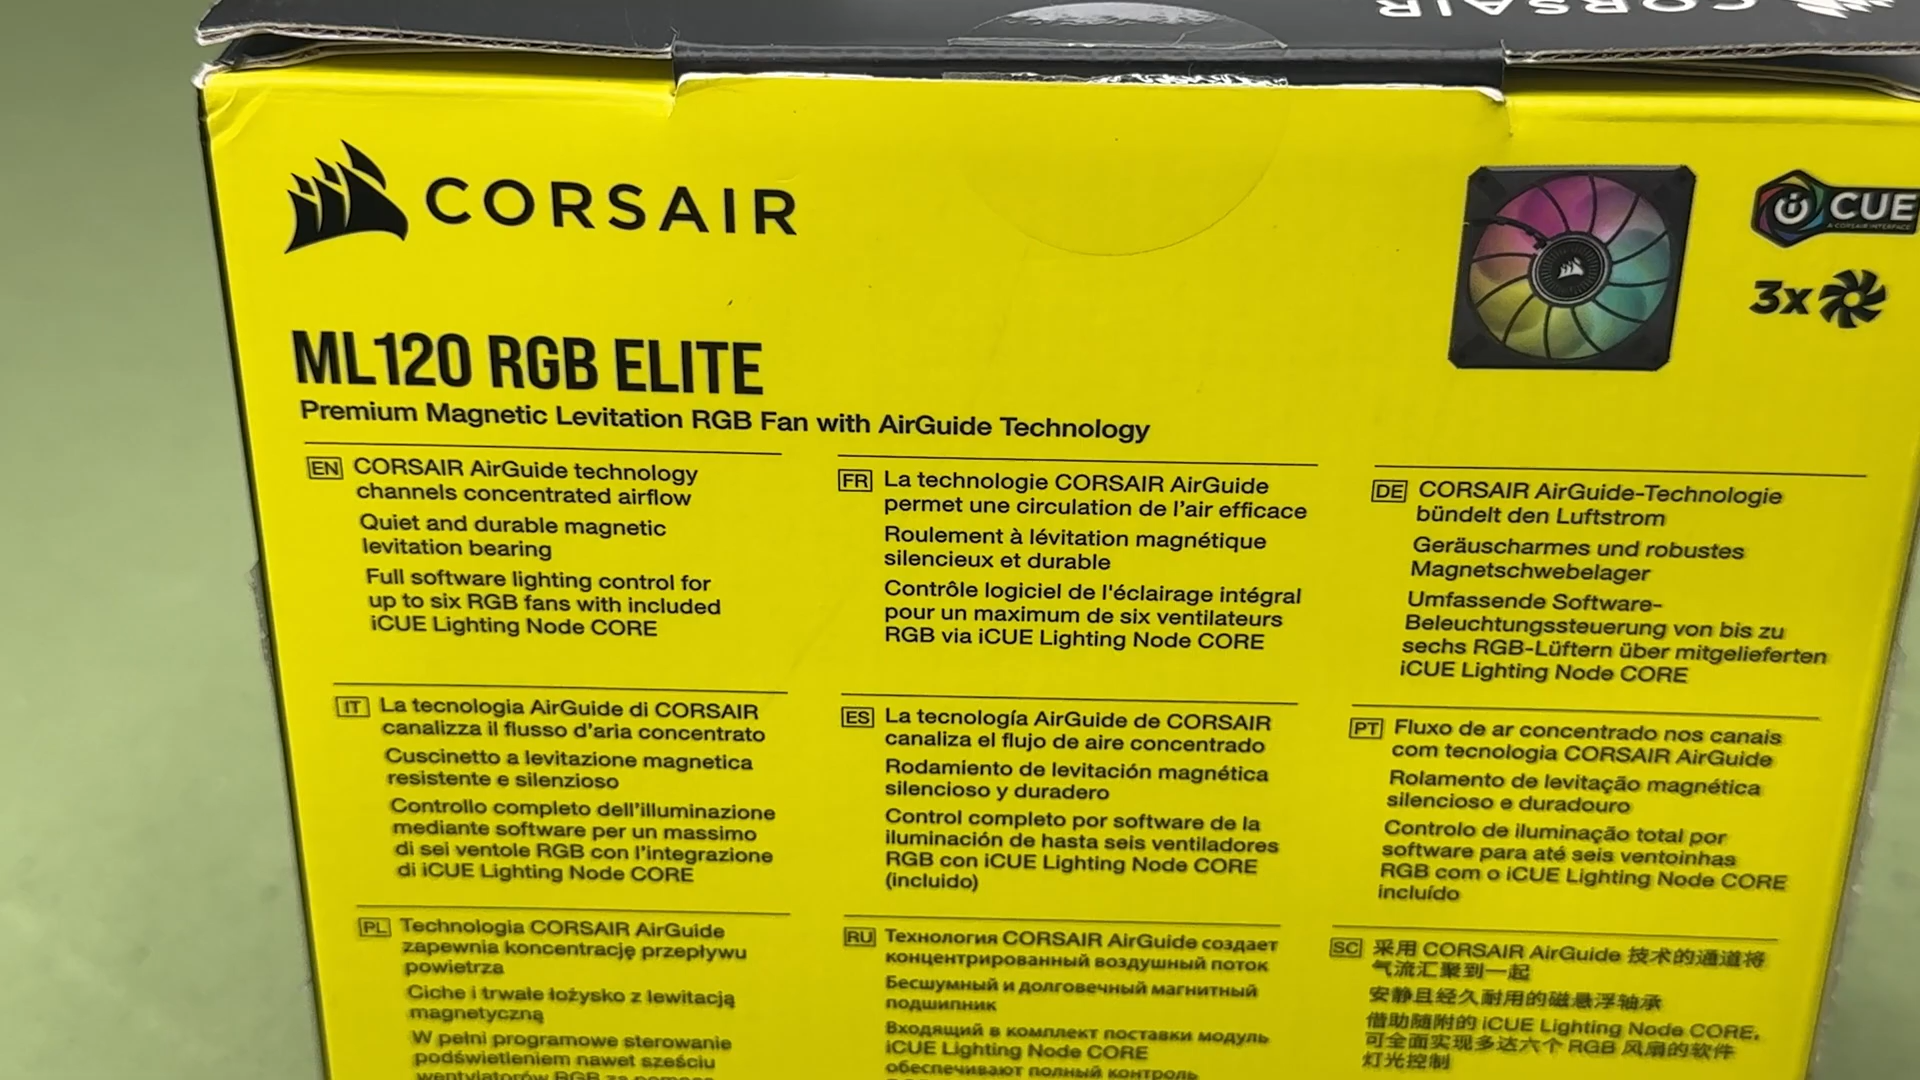 CORSAIR
CORSAIR
iCUE
A CORSAIR INTERFACE
3x
ML120 RGB ELITE
Premium Magnetic Levitation RGB Fan with AirGuide Technology
EN CORSAIR AirGuide technology
channels concentrated airflow
Quiet and durable magnetic
levitation bearing
Full software lighting control for
up to six RGB fans with included
iCUE Lighting Node CORE
FR La technologie CORSAIR AirGuide
permet une circulation de l’air efficace
Roulement à lévitation magnétique
silencieux et durable
Contrôle logiciel de l'éclairage intégral
pour un maximum de six ventilateurs
RGB via iCUE Lighting Node CORE
DE CORSAIR AirGuide-Technologie
bündelt den Luftstrom
Geräuscharmes und robustes
Magnetschwebelager
Umfassende Software-
Beleuchtungssteuerung von bis zu
sechs RGB-Lüftern über mitgelieferten
iCUE Lighting Node CORE
IT La tecnologia AirGuide di CORSAIR
canalizza il flusso d’aria concentrato
Cuscinetto a levitazione magnetica
resistente e silenzioso
Controllo completo dell’illuminazione
mediante software per un massimo
di sei ventole RGB con l’integrazione
di iCUE Lighting Node CORE
ES La tecnología AirGuide de CORSAIR
canaliza el flujo de aire concentrado
Rodamiento de levitación magnética
silencioso y duradero
Control completo por software de la
iluminación de hasta seis ventiladores
RGB con iCUE Lighting Node CORE
(incluido)
PT Fluxo de ar concentrado nos canais
com tecnologia CORSAIR AirGuide
Rolamento de levitação magnética
silencioso e duradouro
Controlo de iluminação total por
software para até seis ventoinhas
RGB com o iCUE Lighting Node CORE
incluído
PL Technologia CORSAIR AirGuide
zapewnia koncentrację przepływu
powietrza
Ciche i trwałe łożysko z lewitacją
magnetyczną
W pełni programowe sterowanie
podświetleniem nawet sześciu
wentylatorów RGB za pomocą
RU Технология CORSAIR AirGuide создает
концентрированный воздушный поток
Бесшумный и долговечный магнитный
подшипник
Входящий в комплект поставки модуль
iCUE Lighting Node CORE
обеспечивают полный контроль
SC 采用 CORSAIR AirGuide 技术的通道将
气流汇聚到一起
安静且经久耐用的磁悬浮轴承
借助随附的 iCUE Lighting Node CORE,
可全面实现多达六个 RGB 风扇的软件
灯光控制